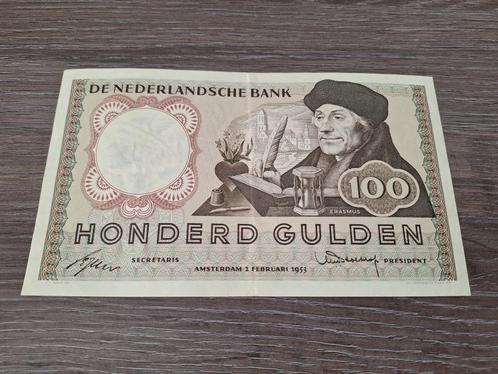 DE NEDERLANDSCHE BANK
100
ERASMUS
HONDERD GULDEN
SECRETARIS
PRESIDENT
AMSTERDAM 2 FEBRUARI 1953